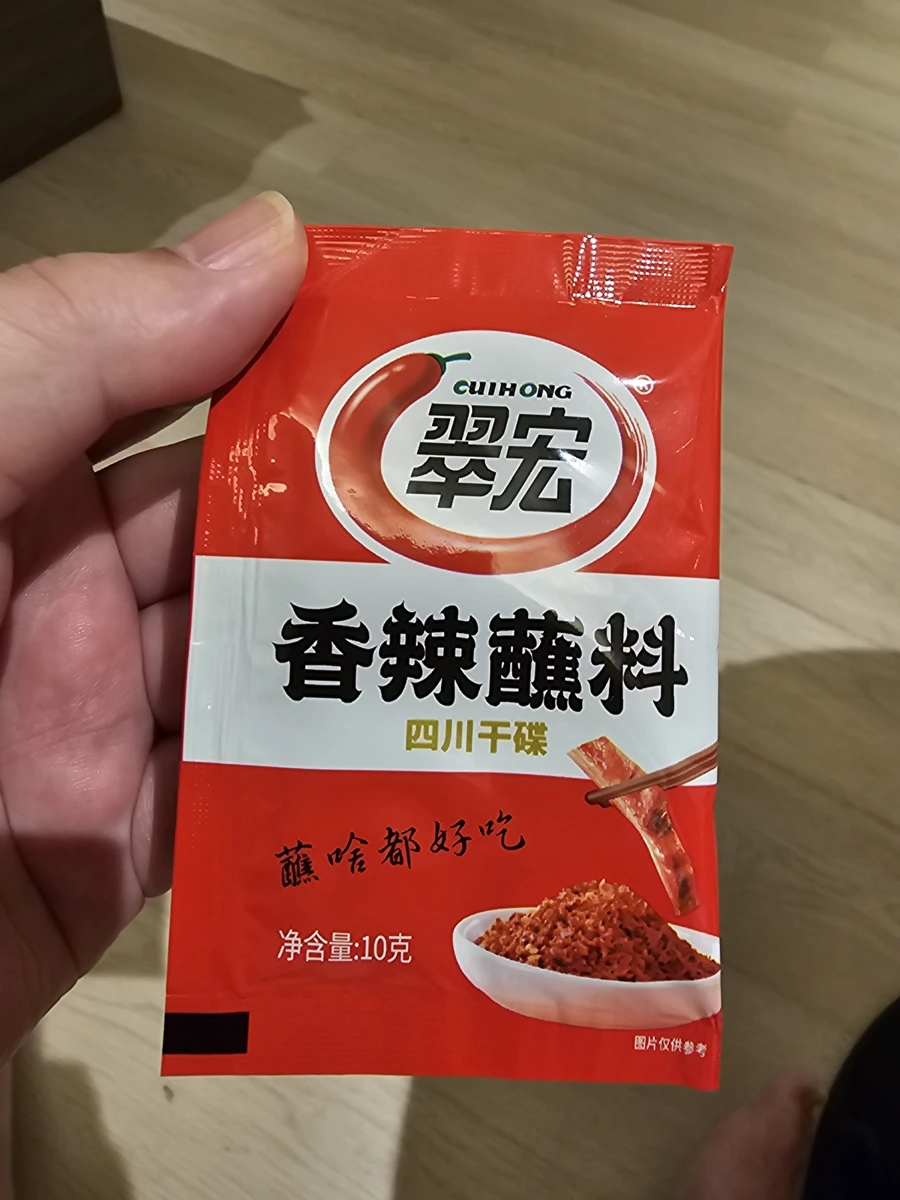 CUIHONG
翠宏
®
香辣蘸料
四川干碟
蘸啥都好吃
净含量:10克
图片仅供参考